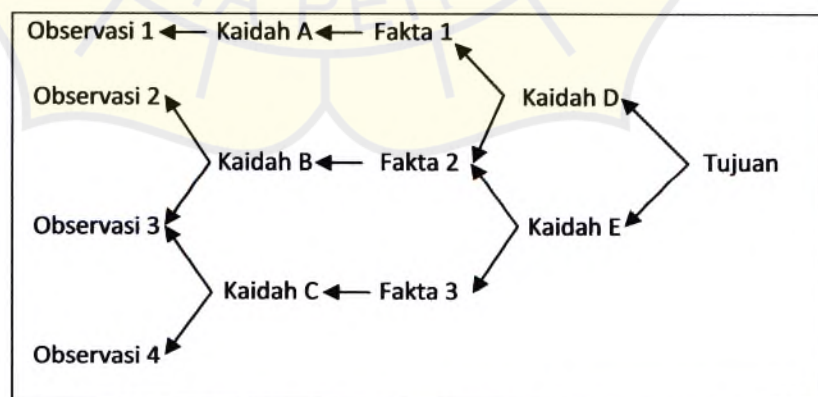 Observasi 1 Kaidah A Fakta 1
Observasi 2 Kaidah D
Kaidah B Fakta 2 Tujuan
Observasi 3 Kaidah E
Kaidah C Fakta 3
Observasi 4